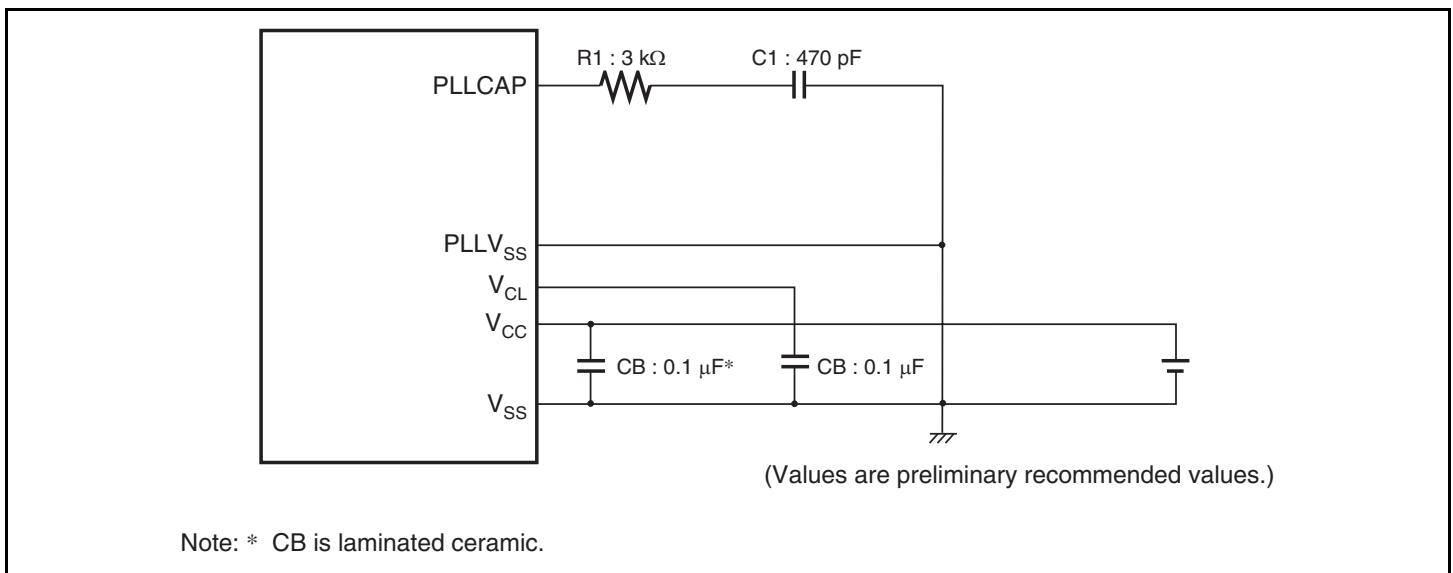 R1 : 3 kΩ
C1 : 470 pF
PLLCAP
PLLVSS
VCL
VCC
CB : 0.1 μF*
CB : 0.1 μF
VSS
(Values are preliminary recommended values.)
Note: * CB is laminated ceramic.